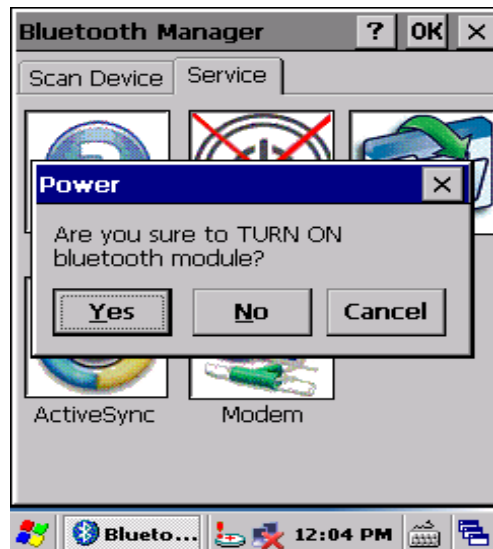 Bluetooth Manager ? OK ×
Scan Device Service
Power ×
Are you sure to TURN ON
bluetooth module?
Yes No Cancel
ActiveSync Modem
Blueto... 12:04 PM